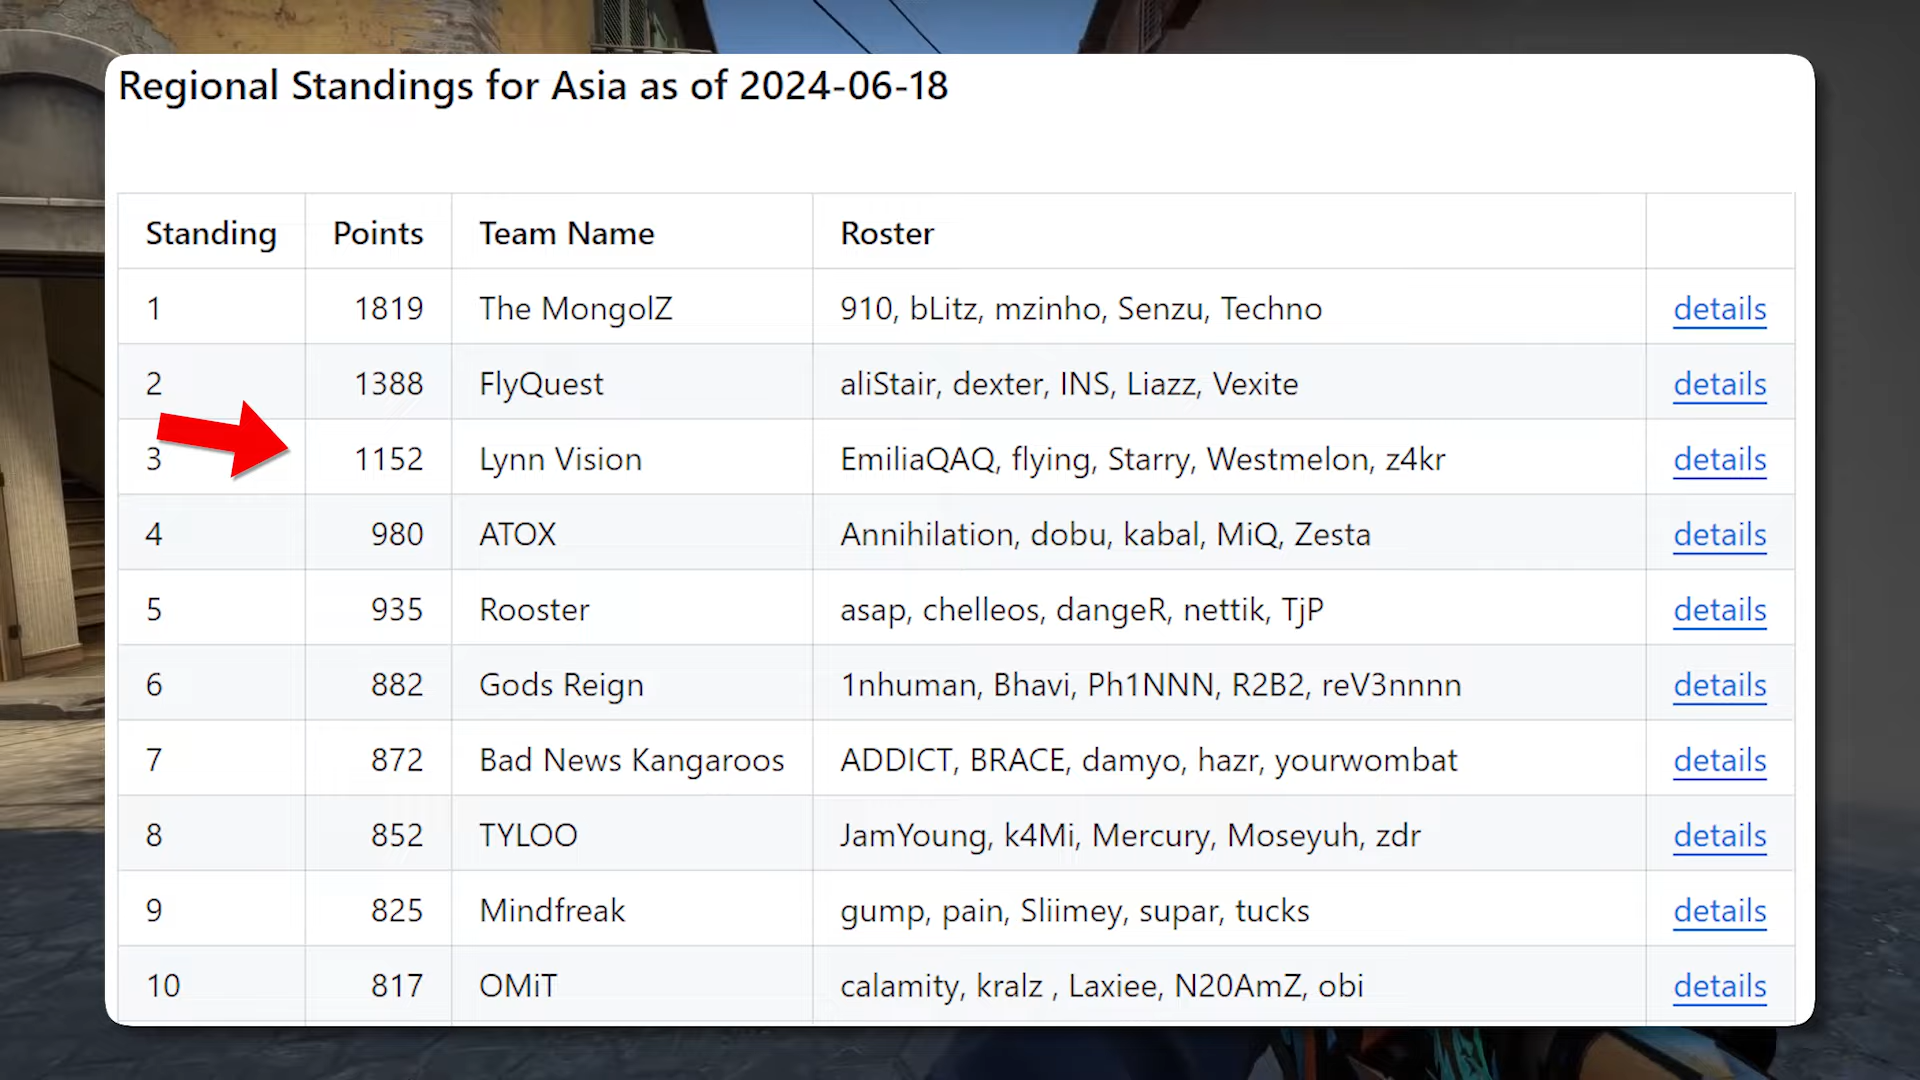 Regional Standings for Asia as of 2024-06-18
Standing Points Team Name Roster
1 1819 The MongolZ 910, bLitz, mzinho, Senzu, Techno details
2 1388 FlyQuest aliStair, dexter, INS, Liazz, Vexite details
3 1152 Lynn Vision EmiliaQAQ, flying, Starry, Westmelon, z4kr details
4 980 ATOX Annihilation, dobu, kabal, MiQ, Zesta details
5 935 Rooster asap, chelleos, dangeR, nettik, TjP details
6 882 Gods Reign 1nhuman, Bhavi, Ph1NNN, R2B2, reV3nnnn details
7 872 Bad News Kangaroos ADDICT, BRACE, damyo, hazr, yourwombat details
8 852 TYLOO JamYoung, k4Mi, Mercury, Moseyuh, zdr details
9 825 Mindfreak gump, pain, Sliimey, supar, tucks details
10 817 OMiT calamity, kralz , Laxiee, N20AmZ, obi details